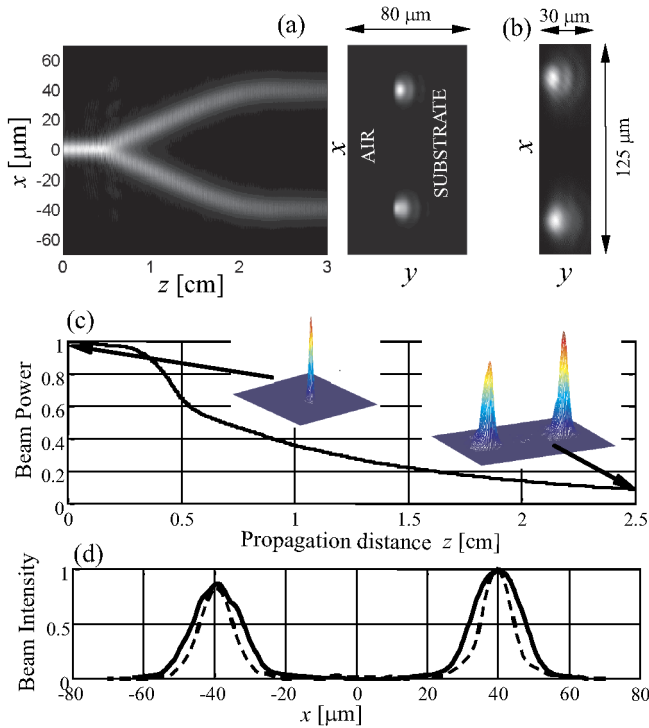 (a)
80 μm
(b)
30 μm
x [μm]
60
40
20
0
-20
-40
-60
0
1
2
3
z [cm]
x
AIR
SUBSTRATE
y
x
125 μm
y
(c)
Beam Power
1
0.8
0.6
0.4
0.2
0
0
0.5
1
1.5
2
2.5
Propagation distance z [cm]
(d)
Beam Intensity
1
0.5
0
-80
-60
-40
-20
0
20
40
60
80
x [μm]